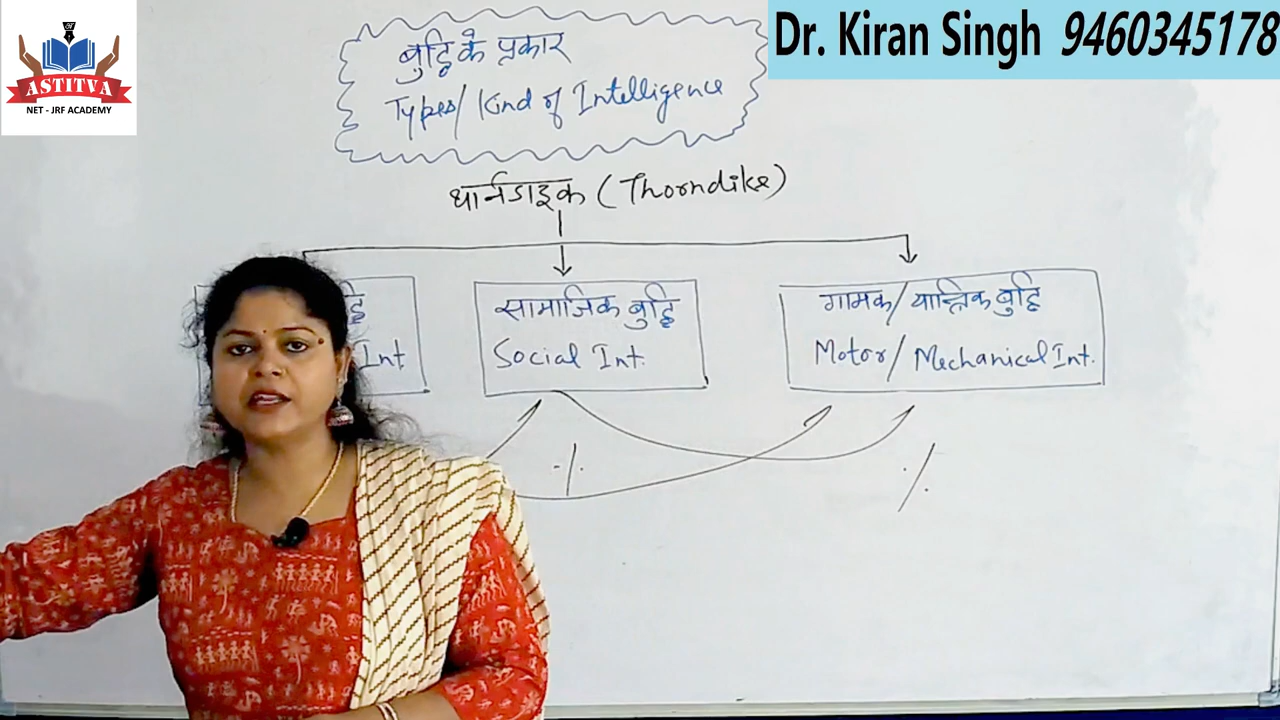 ASTITVA
NET - JRF ACADEMY
Dr. Kiran Singh 9460345178
बुद्धि के प्रकार
Types/ Kind of Intelligence
थार्नडाइक (Thorndike)
Int.
सामाजिक बुद्धि
Social Int.
गामक/ यान्त्रिक बुद्धि
Motor/ Mechanical Int.